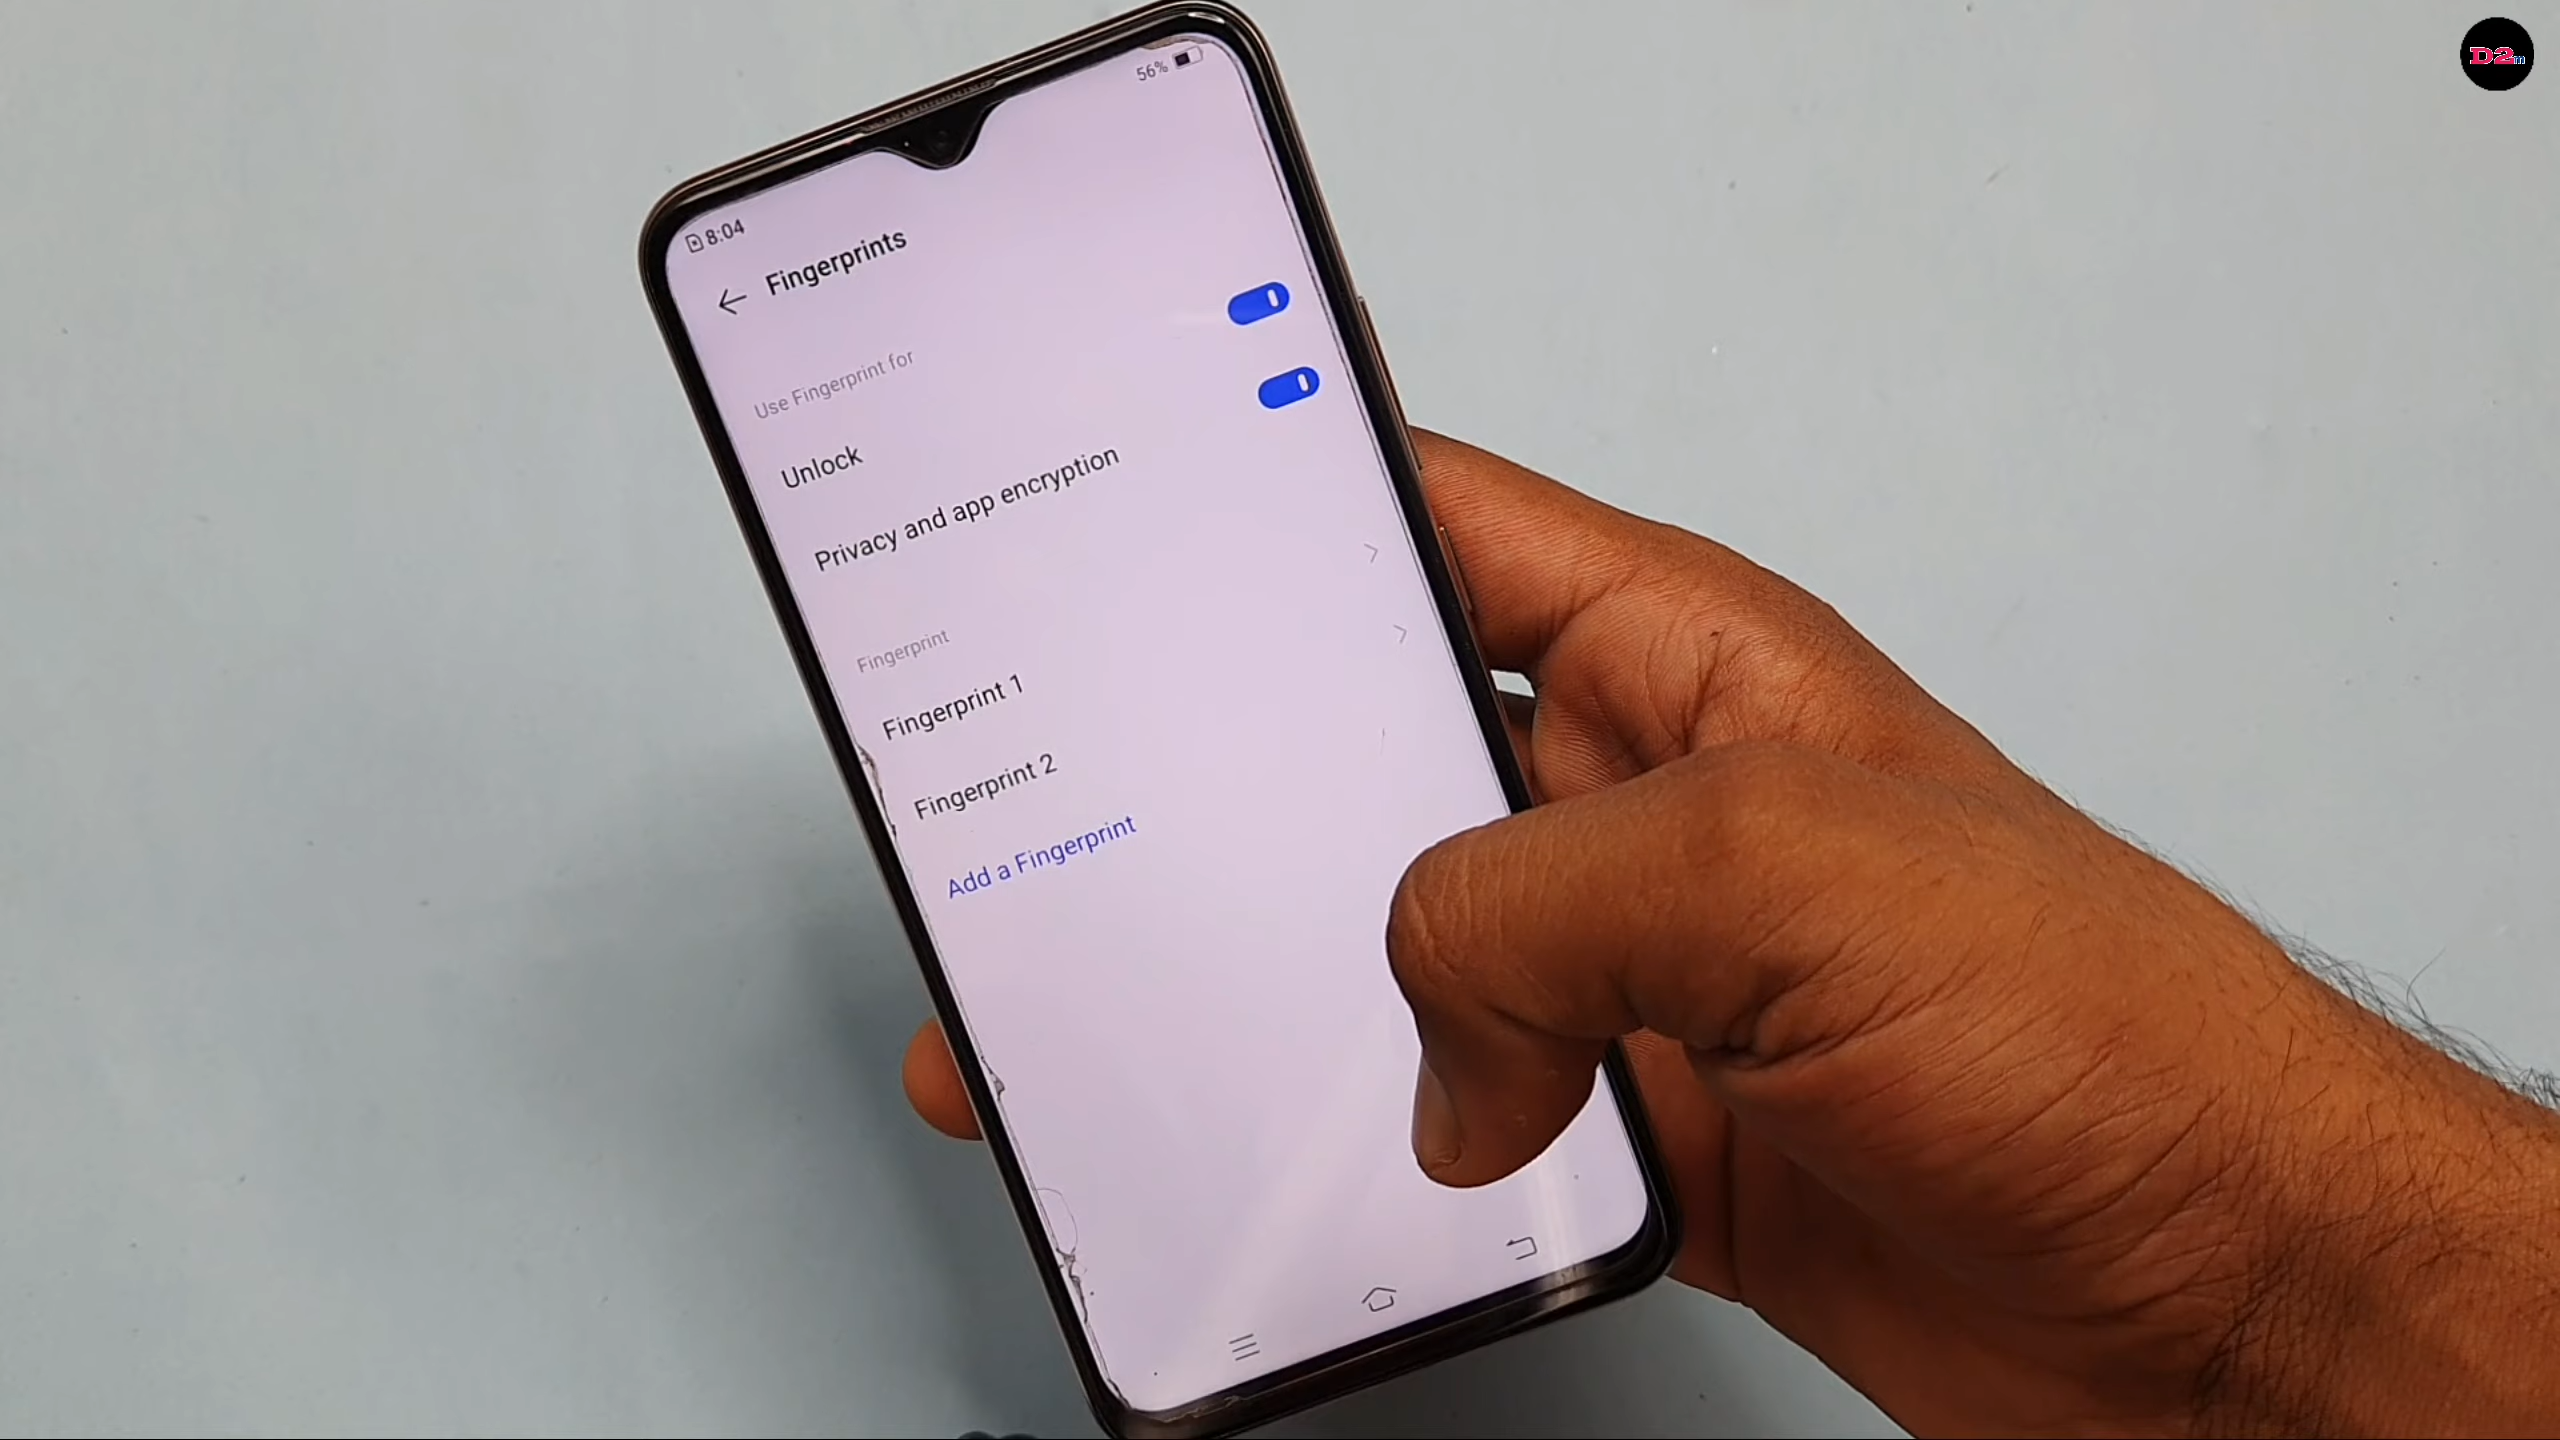 8:04
56%
Fingerprints
Use Fingerprint for
Unlock
Privacy and app encryption
Fingerprint
Fingerprint 1
Fingerprint 2
Add a Fingerprint
D2m